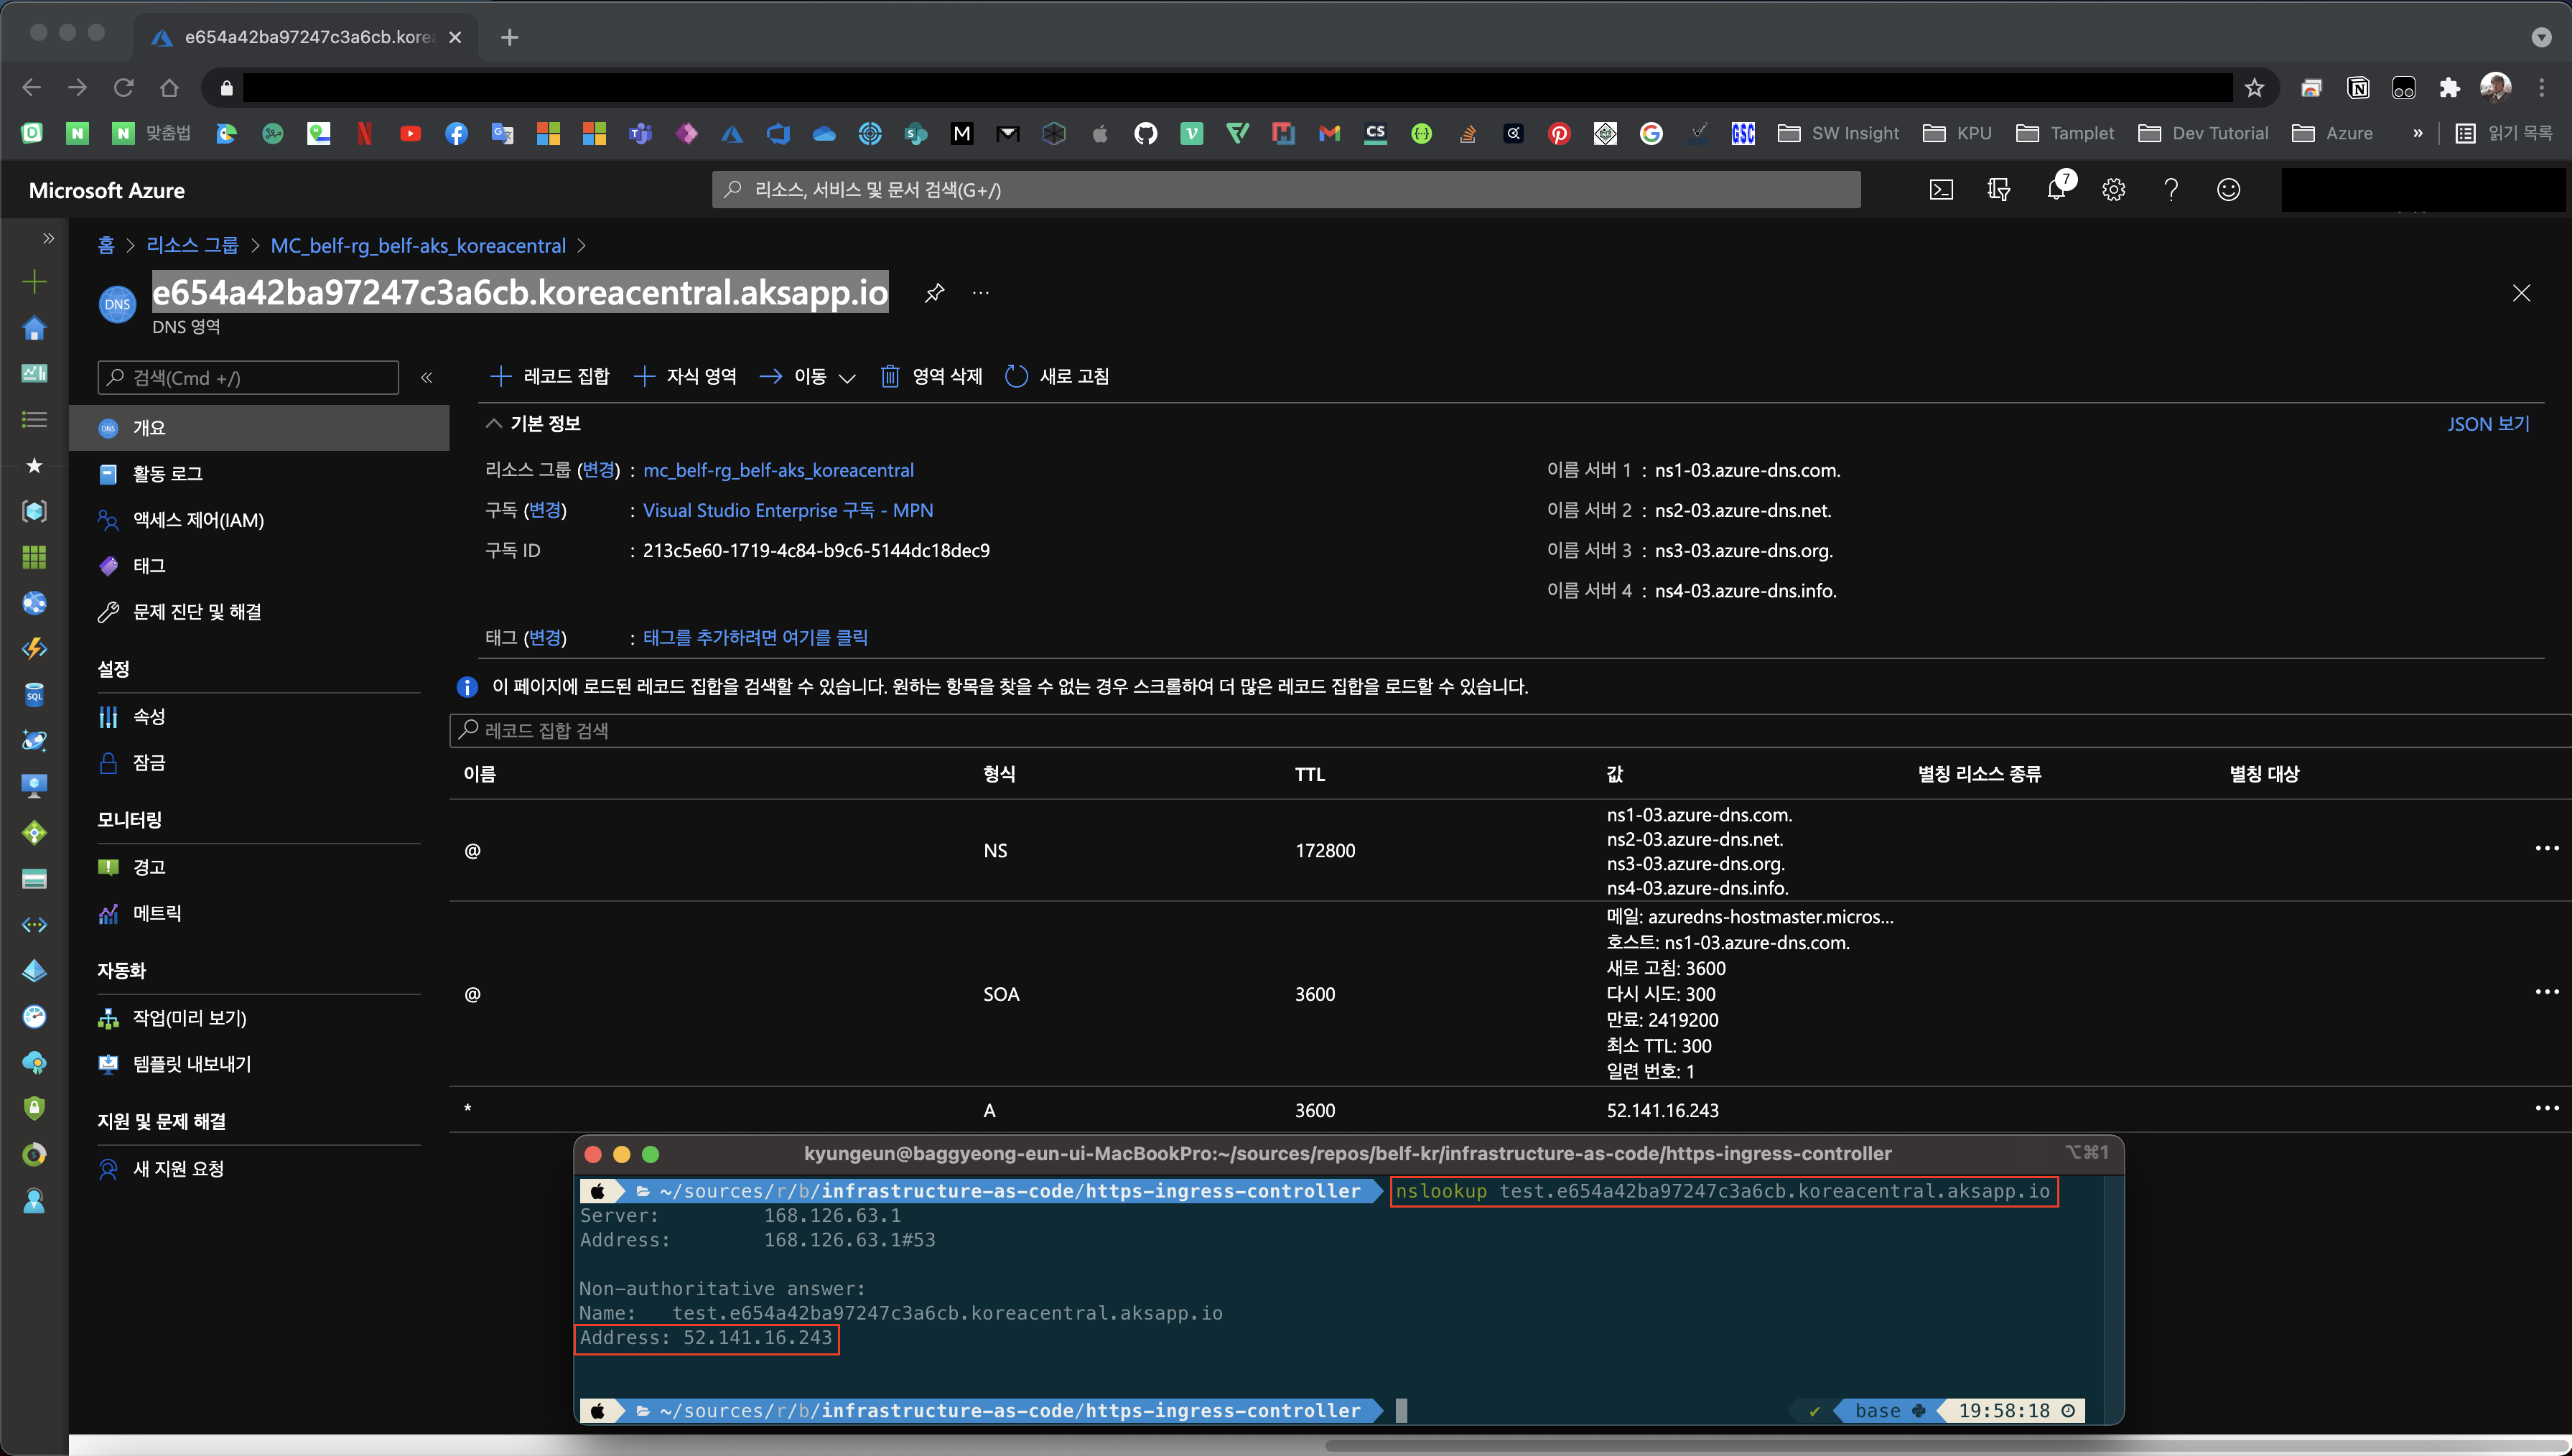 e654a42ba97247c3a6cb.korea
맞춤법
SW Insight
KPU
Tamplet
Dev Tutorial
Azure
»
읽기 목록
Microsoft Azure
리소스, 서비스 및 문서 검색(G+/)
7
홈 > 리소스 그룹 > MC_belf-rg_belf-aks_koreacentral >
DNS
e654a42ba97247c3a6cb.koreacentral.aksapp.io
DNS 영역
검색(Cmd +/)
개요
활동 로그
액세스 제어(IAM)
태그
문제 진단 및 해결
설정
속성
잠금
모니터링
경고
메트릭
자동화
작업(미리 보기)
템플릿 내보내기
지원 및 문제 해결
새 지원 요청
레코드 집합
자식 영역
이동
영역 삭제
새로 고침
기본 정보
JSON 보기
리소스 그룹 (변경) : mc_belf-rg_belf-aks_koreacentral
구독 (변경) : Visual Studio Enterprise 구독 - MPN
구독 ID : 213c5e60-1719-4c84-b9c6-5144dc18dec9
이름 서버 1 : ns1-03.azure-dns.com.
이름 서버 2 : ns2-03.azure-dns.net.
이름 서버 3 : ns3-03.azure-dns.org.
이름 서버 4 : ns4-03.azure-dns.info.
태그 (변경) : 태그를 추가하려면 여기를 클릭
이 페이지에 로드된 레코드 집합을 검색할 수 있습니다. 원하는 항목을 찾을 수 없는 경우 스크롤하여 더 많은 레코드 집합을 로드할 수 있습니다.
레코드 집합 검색
이름 형식 TTL 값 별칭 리소스 종류 별칭 대상
@ NS 172800
ns1-03.azure-dns.com.
ns2-03.azure-dns.net.
ns3-03.azure-dns.org.
ns4-03.azure-dns.info.
@ SOA 3600
메일: azuredns-hostmaster.micros...
호스트: ns1-03.azure-dns.com.
새로 고침: 3600
다시 시도: 300
만료: 2419200
최소 TTL: 300
일련 번호: 1
* A 3600 52.141.16.243
kyungeun@baggyeong-eun-ui-MacBookPro:~/sources/repos/belf-kr/infrastructure-as-code/https-ingress-controller ⌥⌘1
~/sources/r/b/infrastructure-as-code/https-ingress-controller nslookup test.e654a42ba97247c3a6cb.koreacentral.aksapp.io
Server: 168.126.63.1
Address: 168.126.63.1#53
Non-authoritative answer:
Name: test.e654a42ba97247c3a6cb.koreacentral.aksapp.io
Address: 52.141.16.243
~/sources/r/b/infrastructure-as-code/https-ingress-controller ✔ base 19:58:18